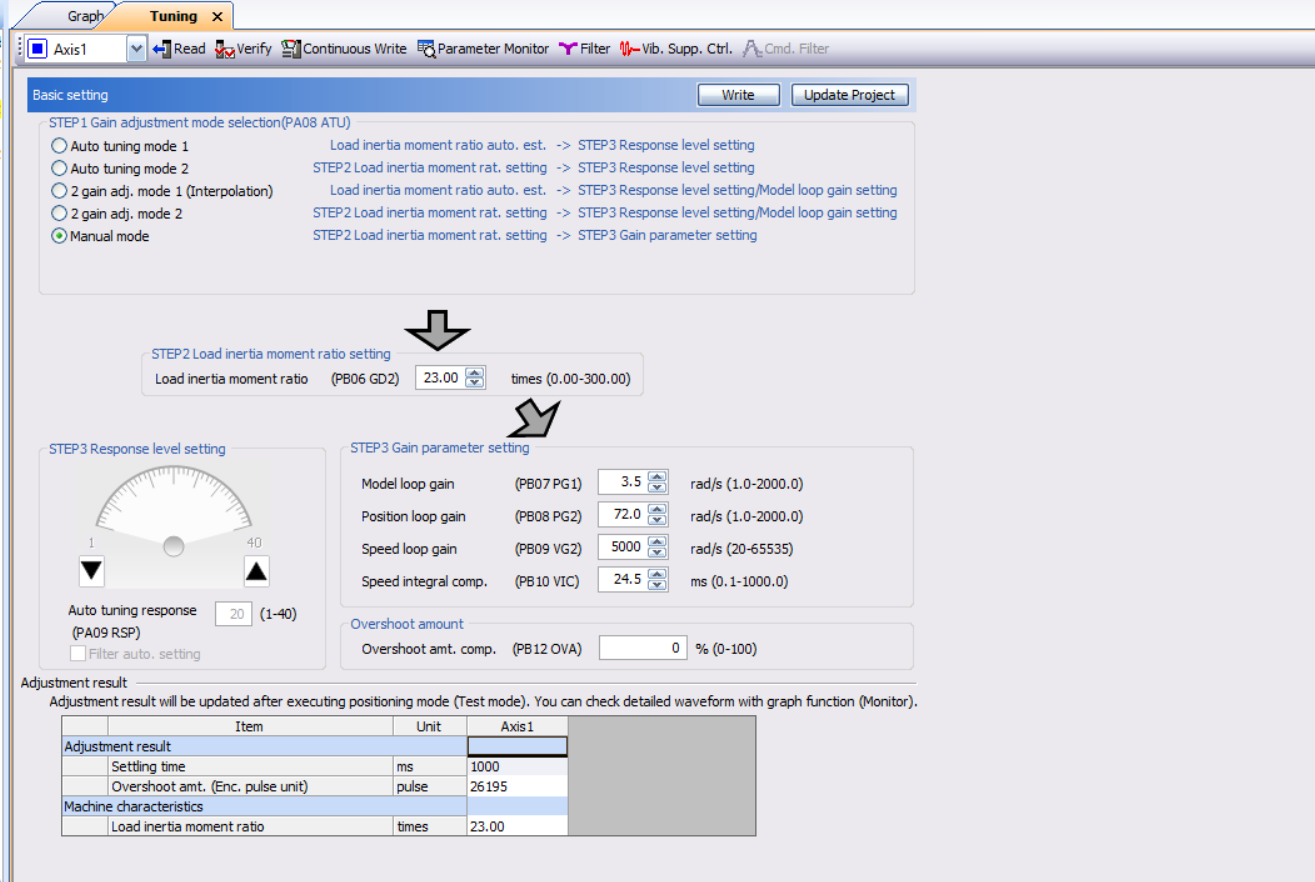 Graph Tuning X
Axis1 Read Verify Continuous Write Parameter Monitor Filter Vib. Supp. Ctrl. Cmd. Filter
Basic setting Write Update Project
STEP1 Gain adjustment mode selection(PA08 ATU)
Auto tuning mode 1 Load inertia moment ratio auto. est. -> STEP3 Response level setting
Auto tuning mode 2 STEP2 Load inertia moment rat. setting -> STEP3 Response level setting
2 gain adj. mode 1 (Interpolation) Load inertia moment ratio auto. est. -> STEP3 Response level setting/Model loop gain setting
2 gain adj. mode 2 STEP2 Load inertia moment rat. setting -> STEP3 Response level setting/Model loop gain setting
Manual mode STEP2 Load inertia moment rat. setting -> STEP3 Gain parameter setting
STEP2 Load inertia moment ratio setting
Load inertia moment ratio (PB06 GD2) 23.00 times (0.00-300.00)
STEP3 Response level setting
1 40
Auto tuning response 20 (1-40)
(PA09 RSP)
Filter auto. setting
STEP3 Gain parameter setting
Model loop gain (PB07 PG1) 3.5 rad/s (1.0-2000.0)
Position loop gain (PB08 PG2) 72.0 rad/s (1.0-2000.0)
Speed loop gain (PB09 VG2) 5000 rad/s (20-65535)
Speed integral comp. (PB10 VIC) 24.5 ms (0.1-1000.0)
Overshoot amount
Overshoot amt. comp. (PB12 OVA) 0 % (0-100)
Adjustment result
Adjustment result will be updated after executing positioning mode (Test mode). You can check detailed waveform with graph function (Monitor).
Item Unit Axis1
Adjustment result
Settling time ms 1000
Overshoot amt. (Enc. pulse unit) pulse 26195
Machine characteristics
Load inertia moment ratio times 23.00